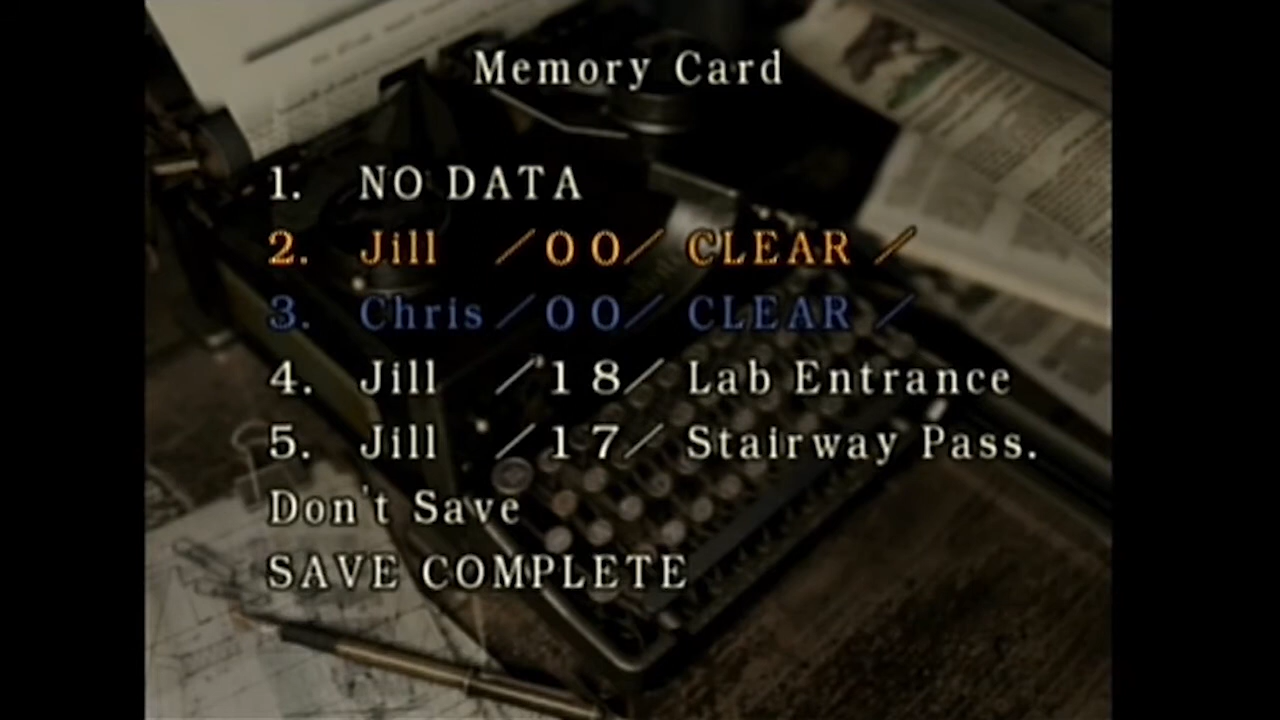 Memory Card
1. NO DATA
2. Jill ／00／ CLEAR ／
3. Chris／00／ CLEAR ／
4. Jill ／18／ Lab Entrance
5. Jill ／17／ Stairway Pass.
Don't Save
SAVE COMPLETE